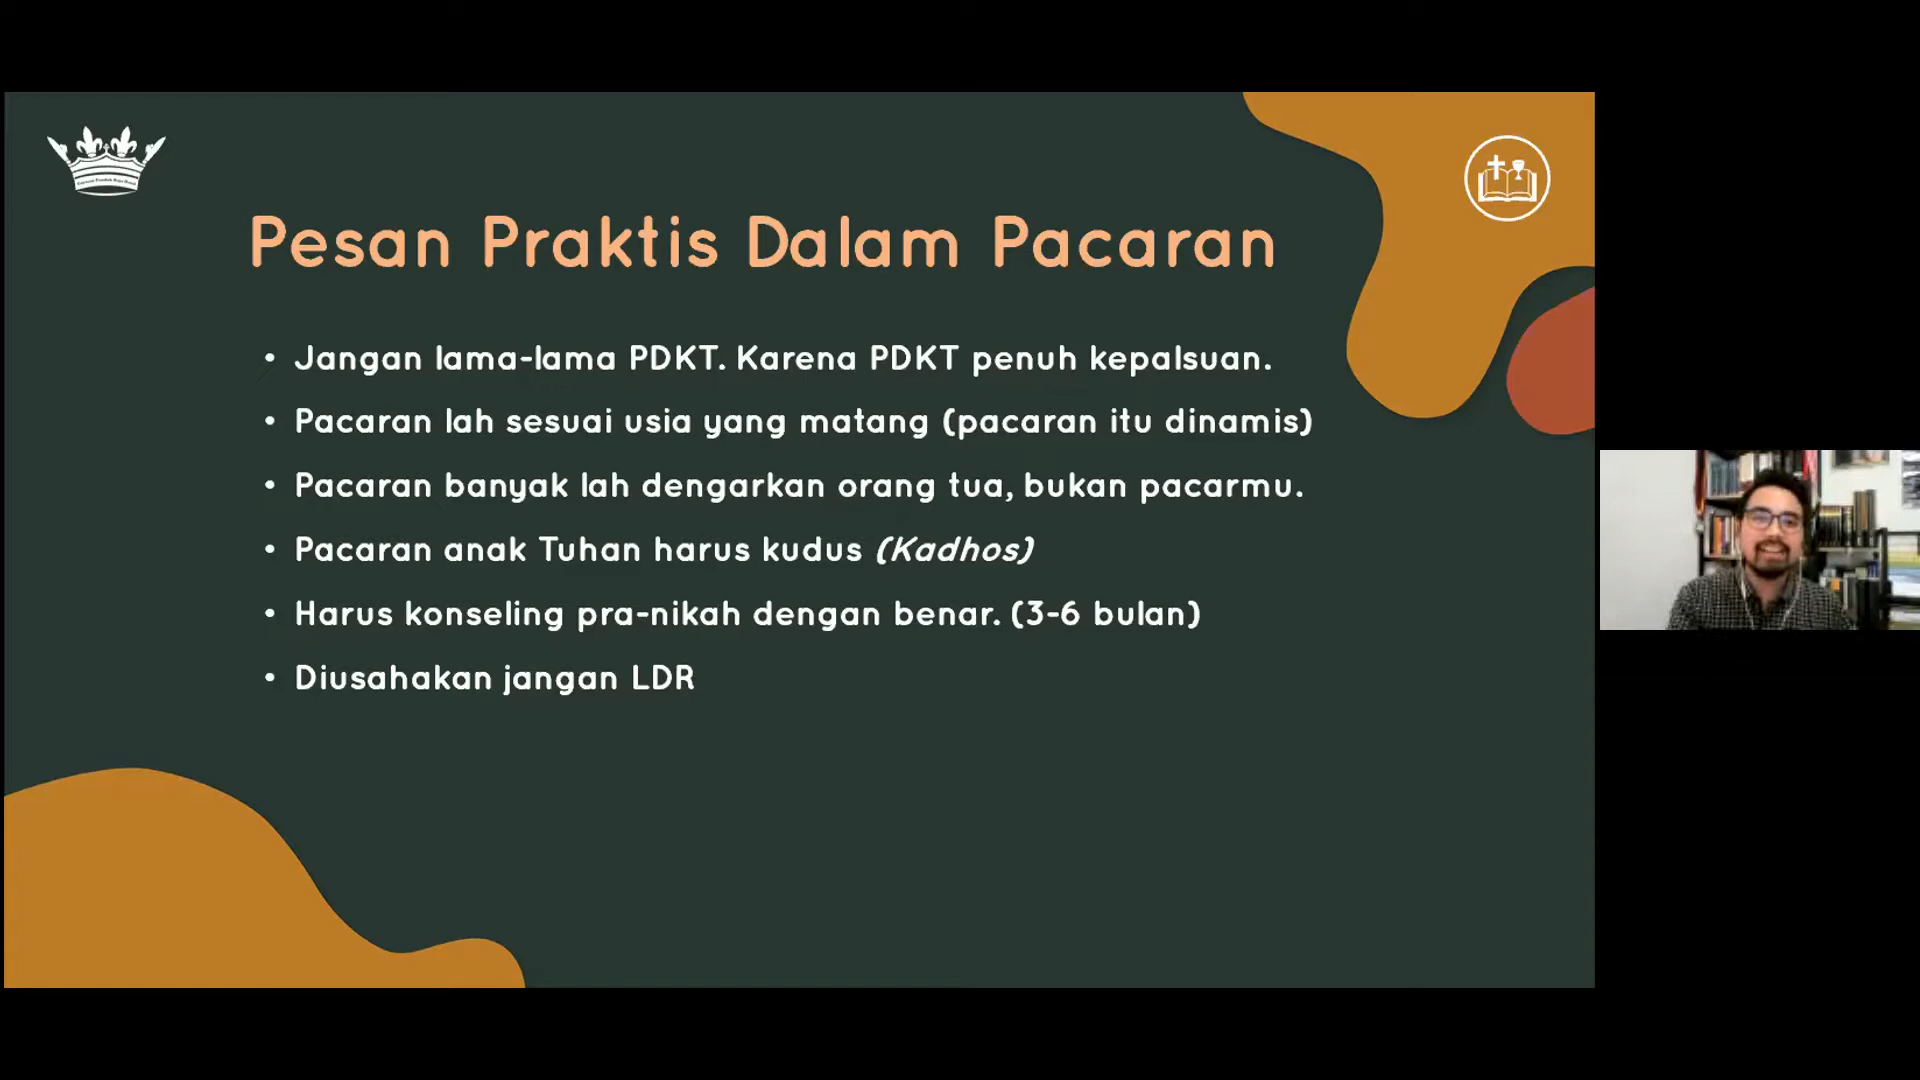 Pesan Praktis Dalam Pacaran
• Jangan lama-lama PDKT. Karena PDKT penuh kepalsuan.
• Pacaran lah sesuai usia yang matang (pacaran itu dinamis)
• Pacaran banyak lah dengarkan orang tua, bukan pacarmu.
• Pacaran anak Tuhan harus kudus (Kadhos)
• Harus konseling pra-nikah dengan benar. (3-6 bulan)
• Diusahakan jangan LDR